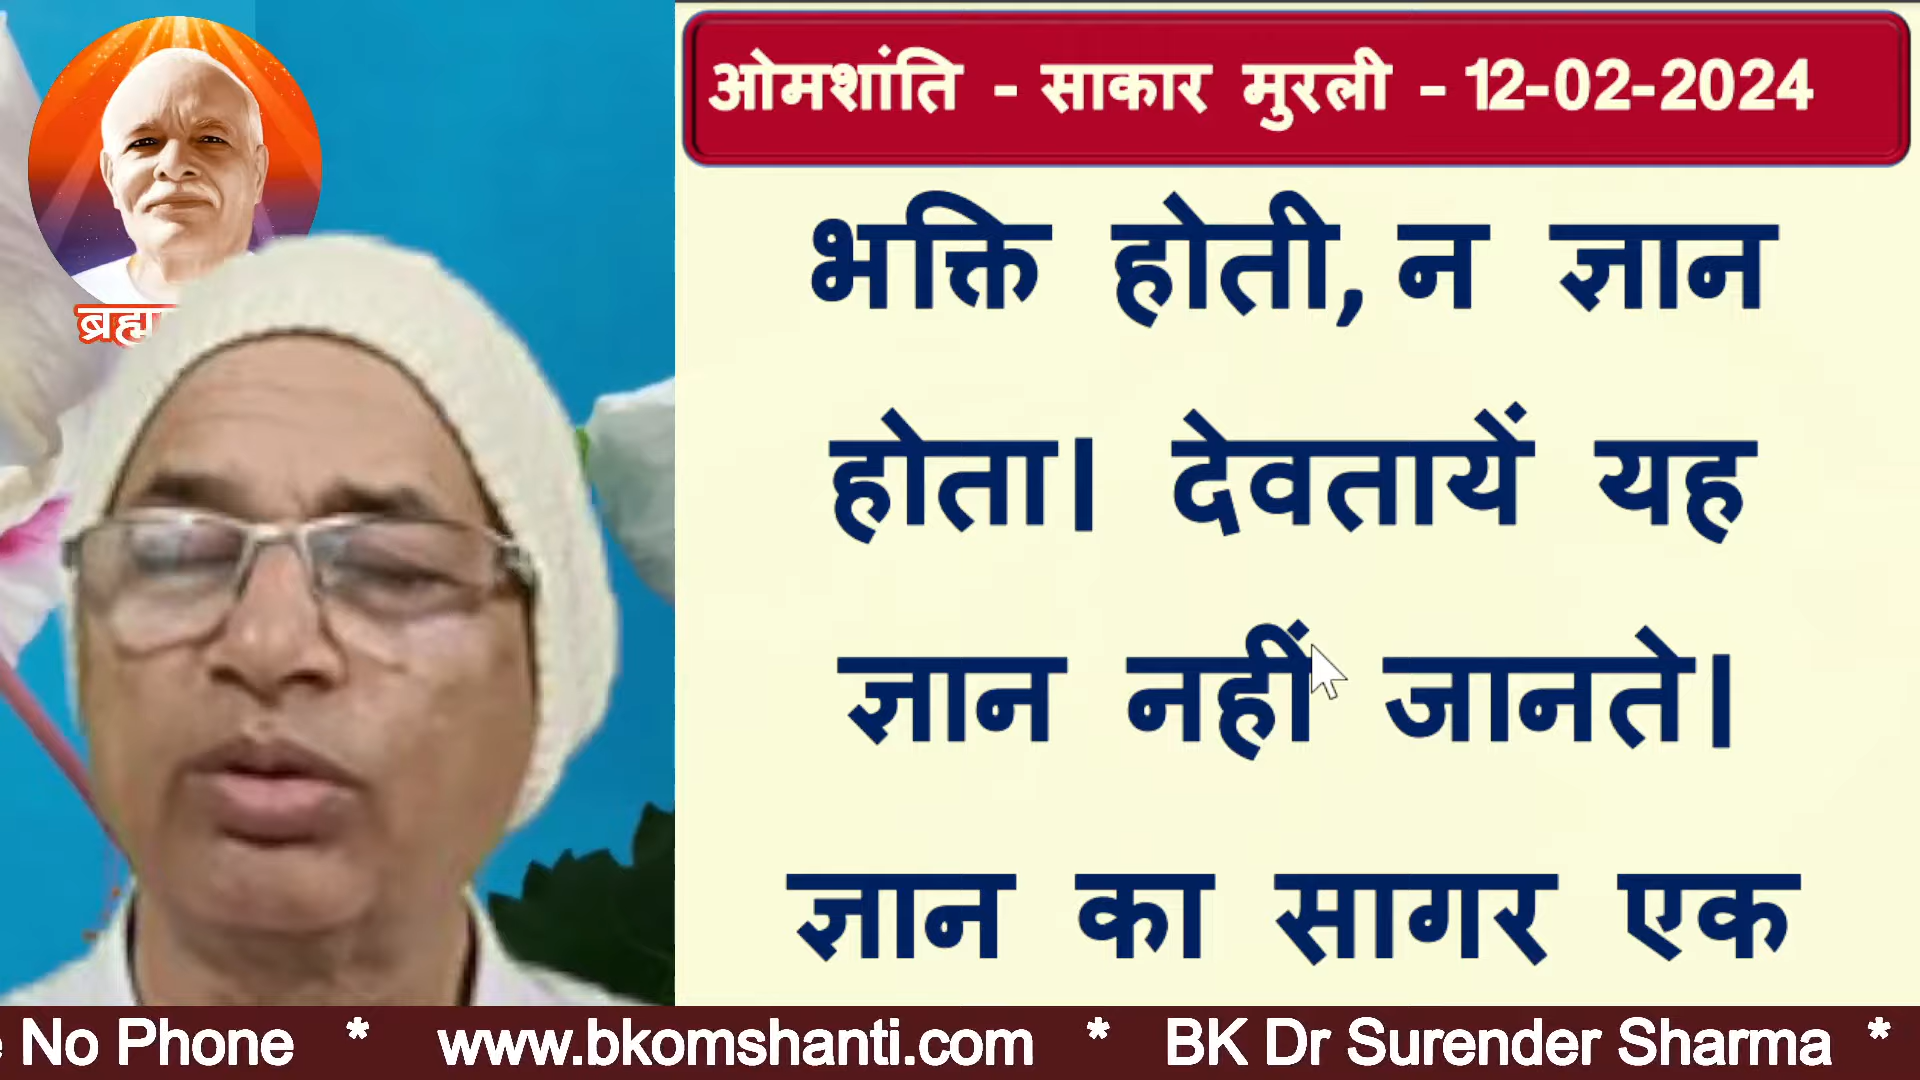 ओमशांति - साकार मुरली - 12-02-2024
भक्ति होती, न ज्ञान
होता। देवतायें यह
ज्ञान नहीं जानते।
ज्ञान का सागर एक
No Phone * www.bkomshanti.com * BK Dr Surender Sharma *